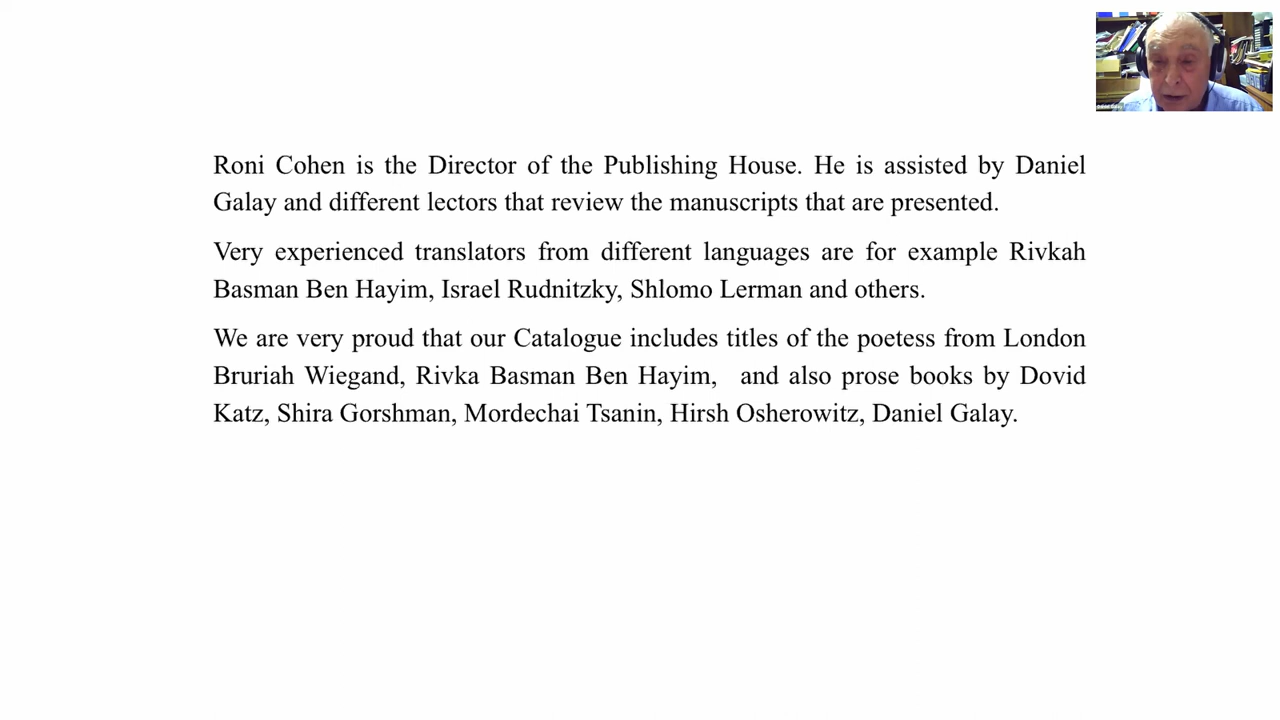 Roni Cohen is the Director of the Publishing House. He is assisted by Daniel
Galay and different lectors that review the manuscripts that are presented.
Very experienced translators from different languages are for example Rivkah
Basman Ben Hayim, Israel Rudnitzky, Shlomo Lerman and others.
We are very proud that our Catalogue includes titles of the poetess from London
Bruriah Wiegand, Rivka Basman Ben Hayim, and also prose books by Dovid
Katz, Shira Gorshman, Mordechai Tsanin, Hirsh Osherowitz, Daniel Galay.